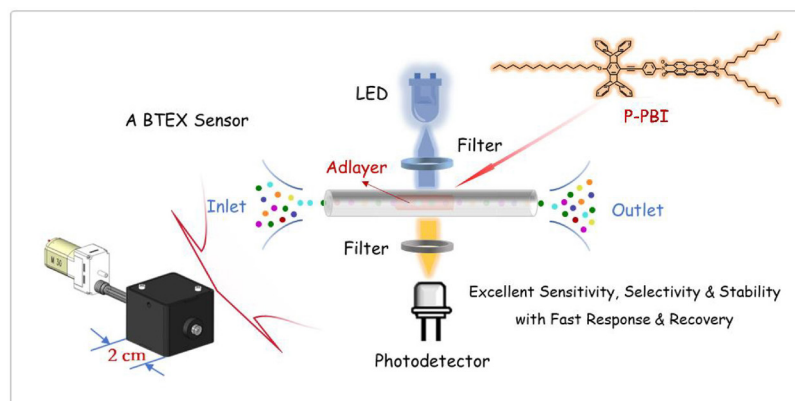 LED
P-PBI
A BTEX Sensor
Filter
Adlayer
Inlet
Outlet
Filter
M 30
Excellent Sensitivity, Selectivity & Stability
with Fast Response & Recovery
2 cm
Photodetector